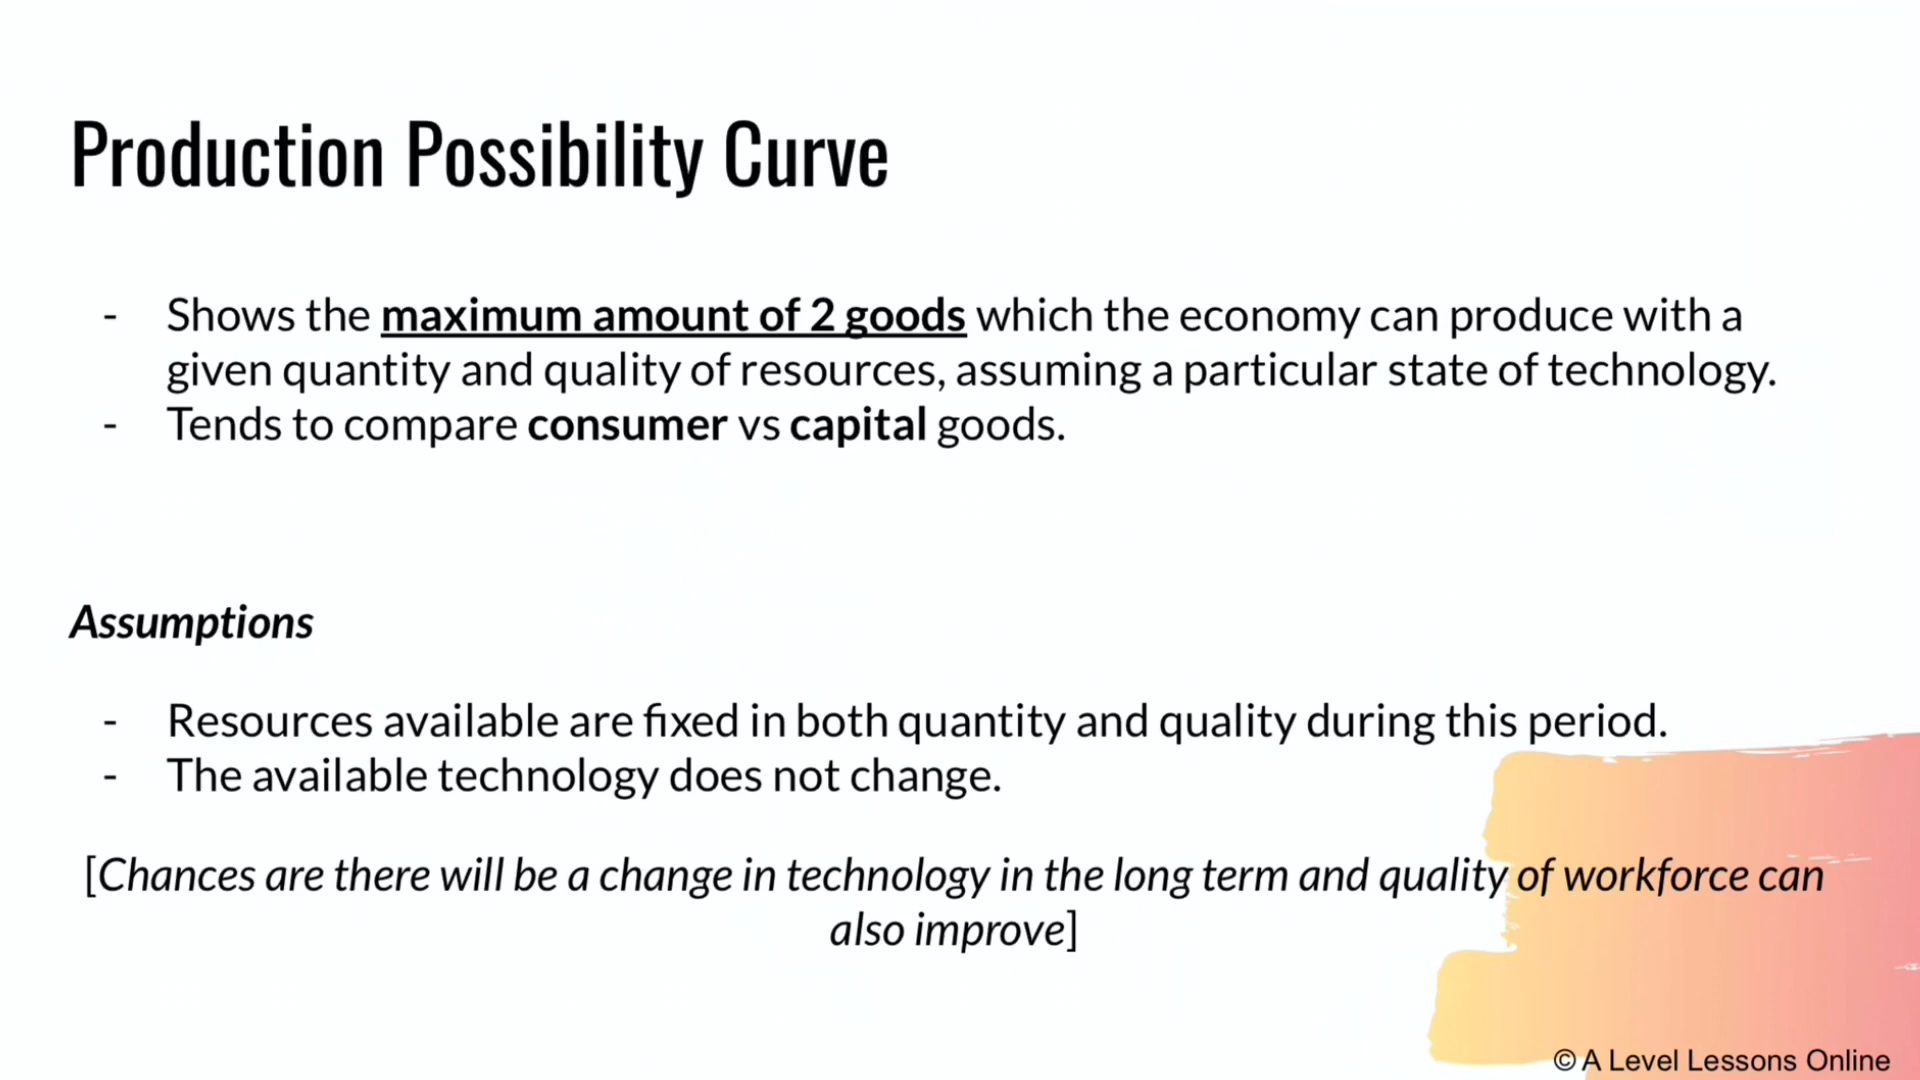 Production Possibility Curve
- Shows the maximum amount of 2 goods which the economy can produce with a
given quantity and quality of resources, assuming a particular state of technology.
- Tends to compare consumer vs capital goods.
Assumptions
- Resources available are fixed in both quantity and quality during this period.
- The available technology does not change.
[Chances are there will be a change in technology in the long term and quality of workforce can
also improve]
© A Level Lessons Online